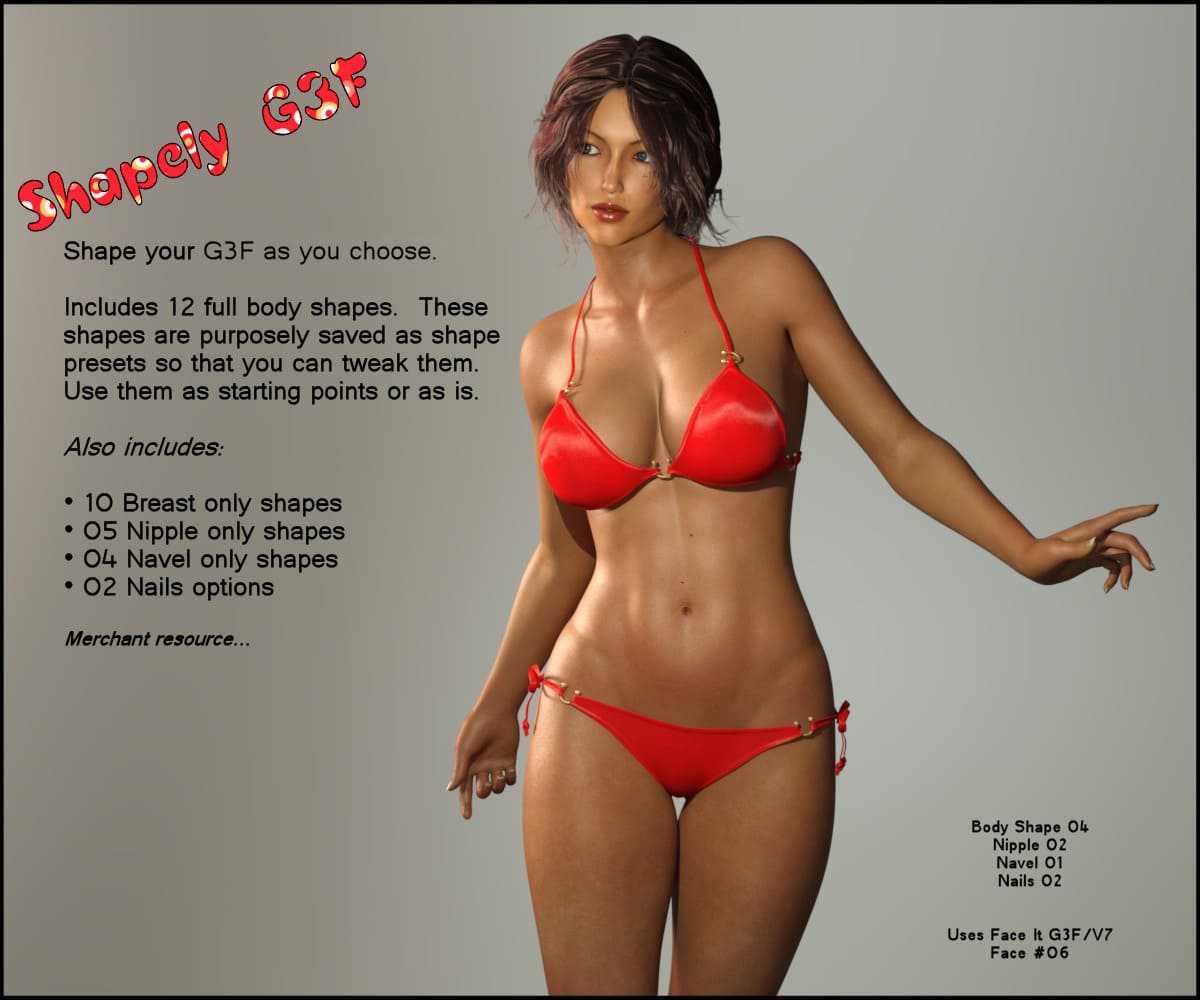 Shapely G3F
Shape your G3F as you choose.
Includes 12 full body shapes. These
shapes are purposely saved as shape
presets so that you can tweak them.
Use them as starting points or as is.
Also includes:
• 10 Breast only shapes
• 05 Nipple only shapes
• 04 Navel only shapes
• 02 Nails options
Merchant resource...
Body Shape 04
Nipple 02
Navel 01
Nails 02
Uses Face It G3F/V7
Face #06